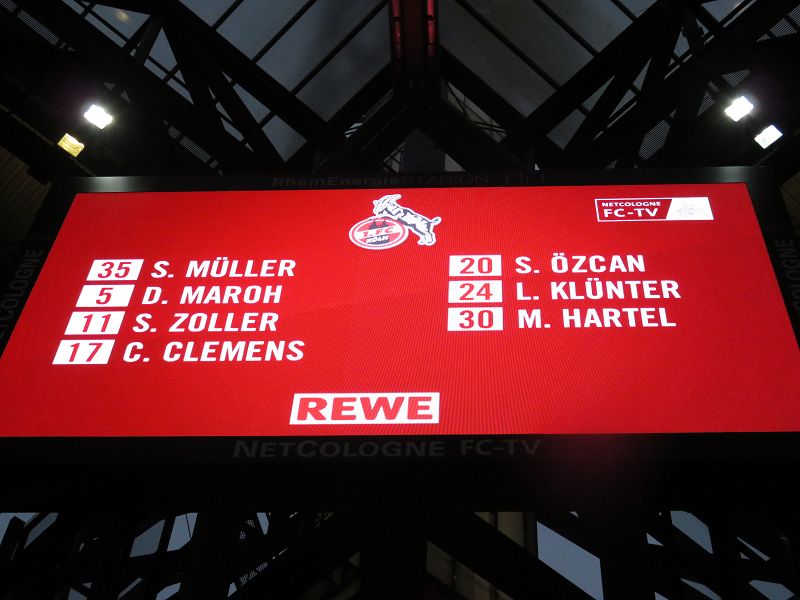 RheinEnergieSTADION
1. FC
KÖLN
NETCOLOGNE
FC-TV
35 S. MÜLLER
5 D. MAROH
11 S. ZOLLER
17 C. CLEMENS
20 S. ÖZCAN
24 L. KLÜNTER
30 M. HARTEL
REWE
NETCOLOGNE FC-TV
NETCOLOGNE